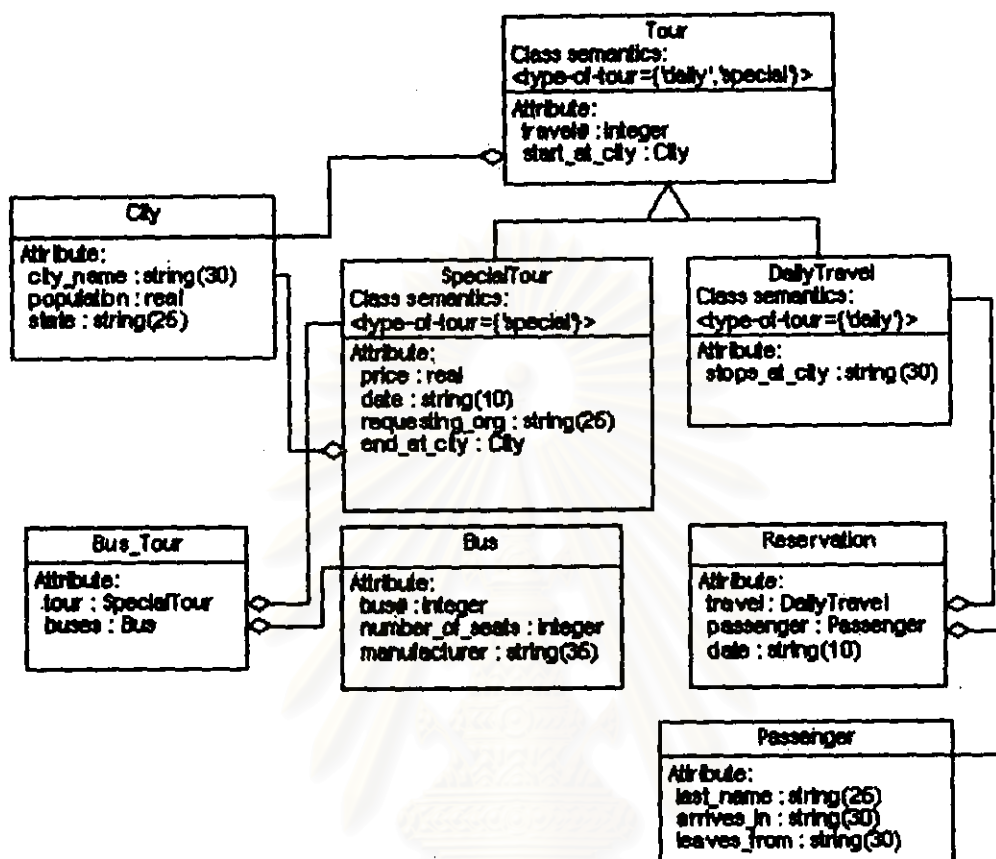 Tour
Class semantics:
<type-of-tour={'daily','special'}>
Attribute:
travel# : integer
start_at_city : City
City
Attribute:
city_name : string(30)
population : real
state : string(25)
SpecialTour
Class semantics:
<type-of-tour={'special'}>
Attribute:
price : real
date : string(10)
requesting_org : string(25)
end_at_city : City
DailyTravel
Class semantics:
<type-of-tour={'daily'}>
Attribute:
stops_at_city : string(30)
Bus_Tour
Attribute:
tour : SpecialTour
buses : Bus
Bus
Attribute:
bus# : integer
number_of_seats : integer
manufacturer : string(35)
Reservation
Attribute:
travel : DailyTravel
passenger : Passenger
date : string(10)
Passenger
Attribute:
last_name : string(25)
arrives_in : string(30)
leaves_from : string(30)